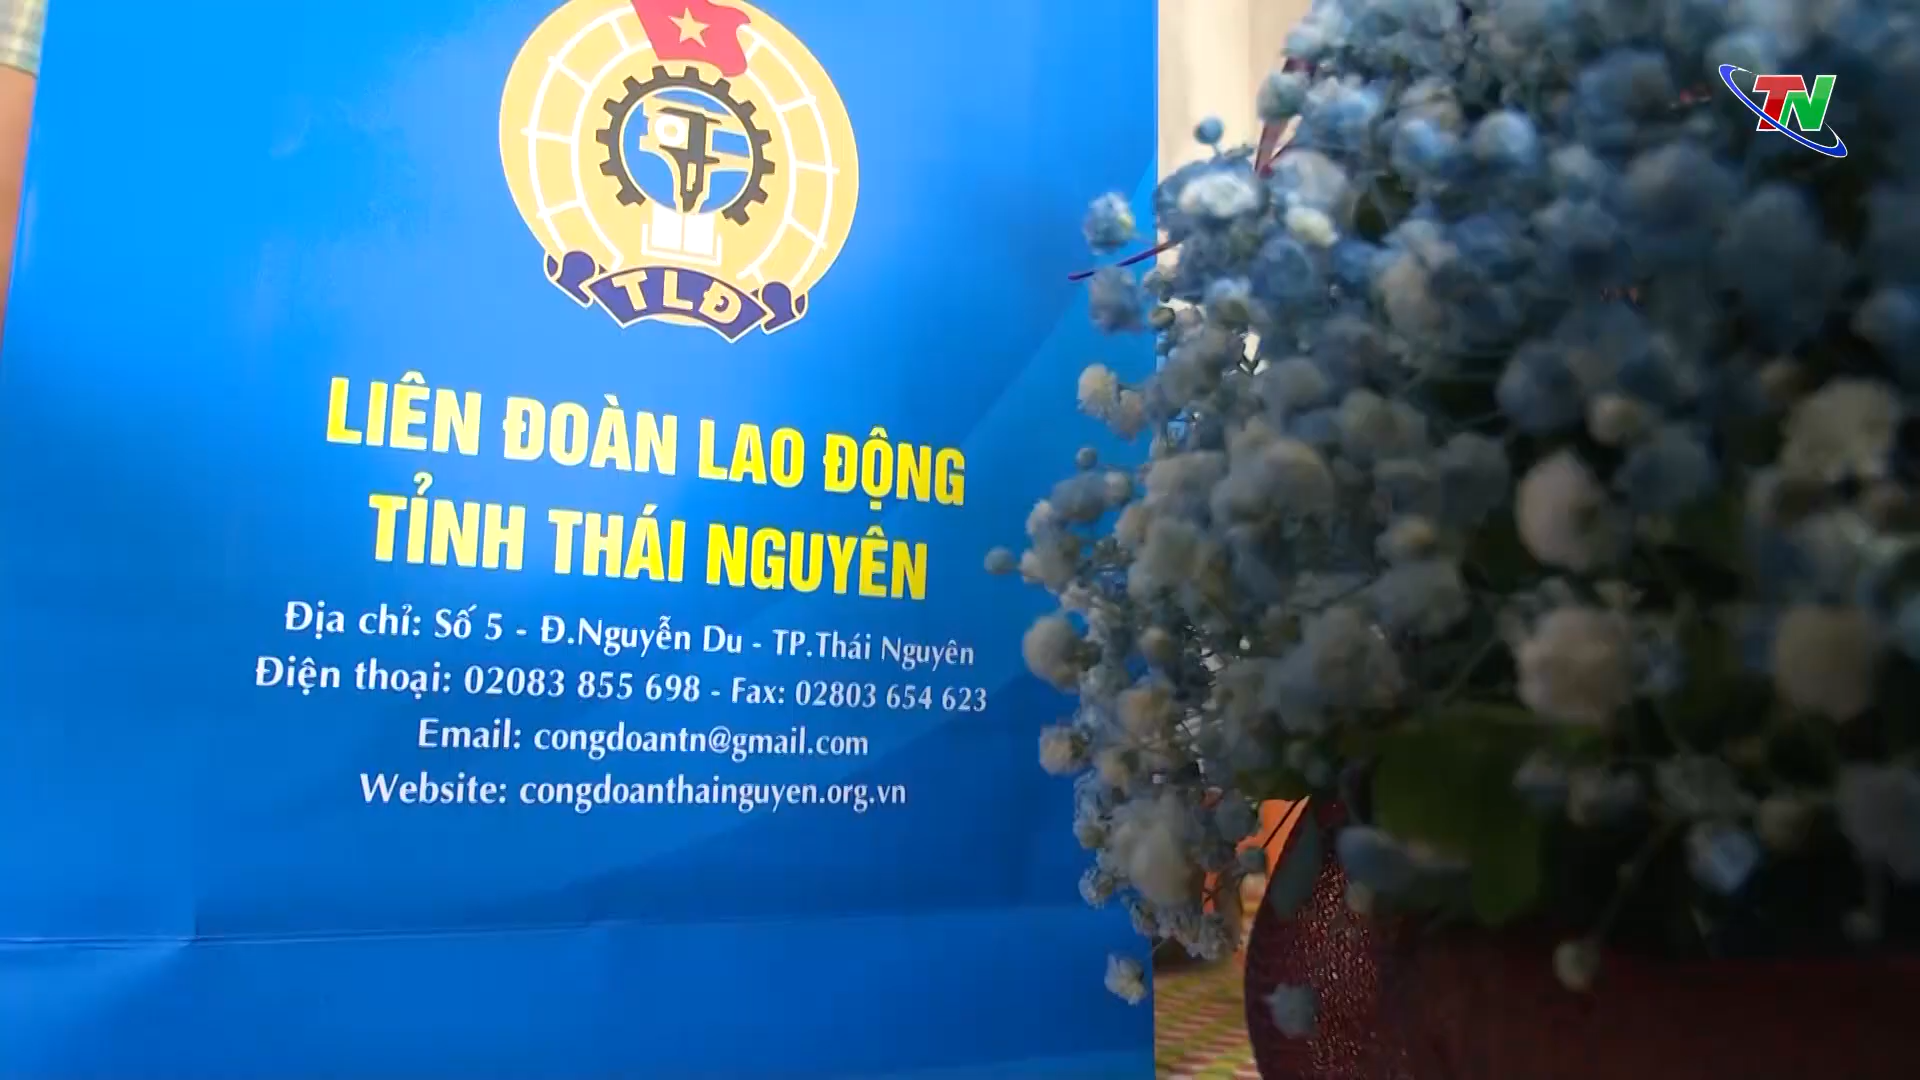 TN
TLĐ
LIÊN ĐOÀN LAO ĐỘNG
TỈNH THÁI NGUYÊN
Địa chỉ: Số 5 - Đ.Nguyễn Du - TP.Thái Nguyên
Điện thoại: 02083 855 698 - Fax: 02803 654 623
Email: congdoantn@gmail.com
Website: congdoanthainguyen.org.vn